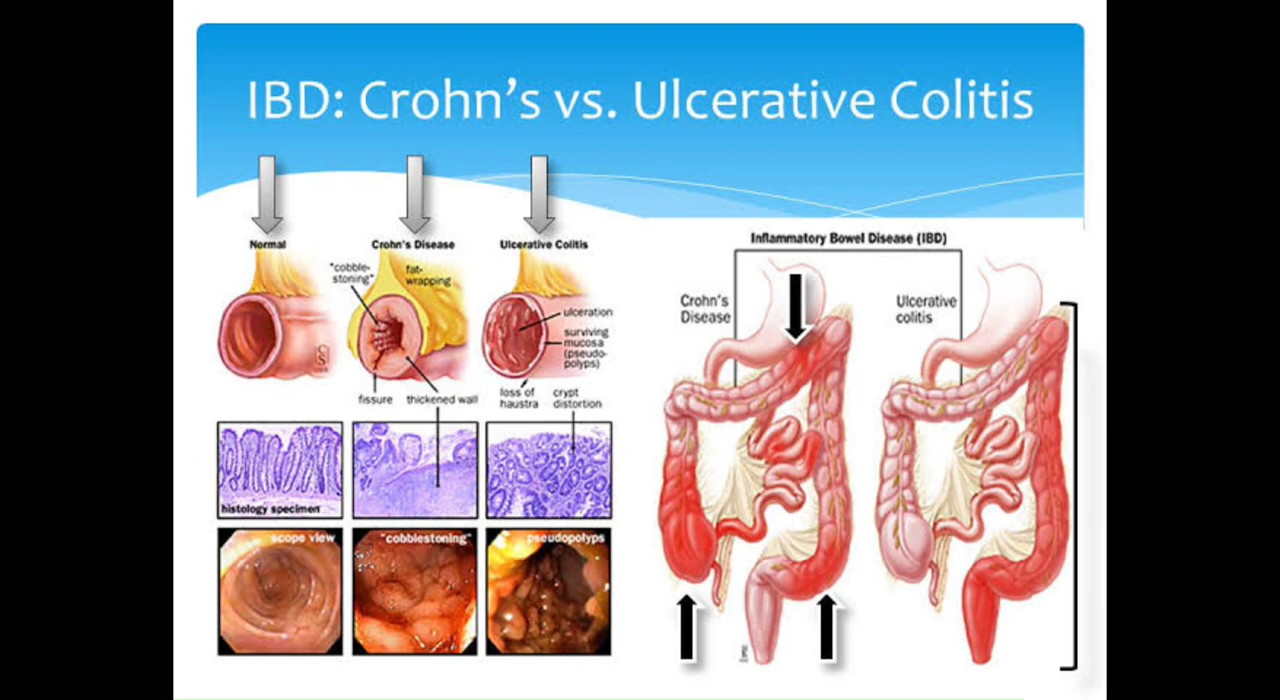 IBD: Crohn's vs. Ulcerative Colitis
Normal
Crohn's Disease
Ulcerative Colitis
"cobble-
stoning"
fat-
wrapping
ulceration
surviving
mucosa
(pseudo-
polyps)
fissure
thickened wall
loss of
haustra
crypt
distortion
histology specimen
scope view
"cobblestoning"
pseudopolyps
Inflammatory Bowel Disease (IBD)
Crohn's
Disease
Ulcerative
colitis